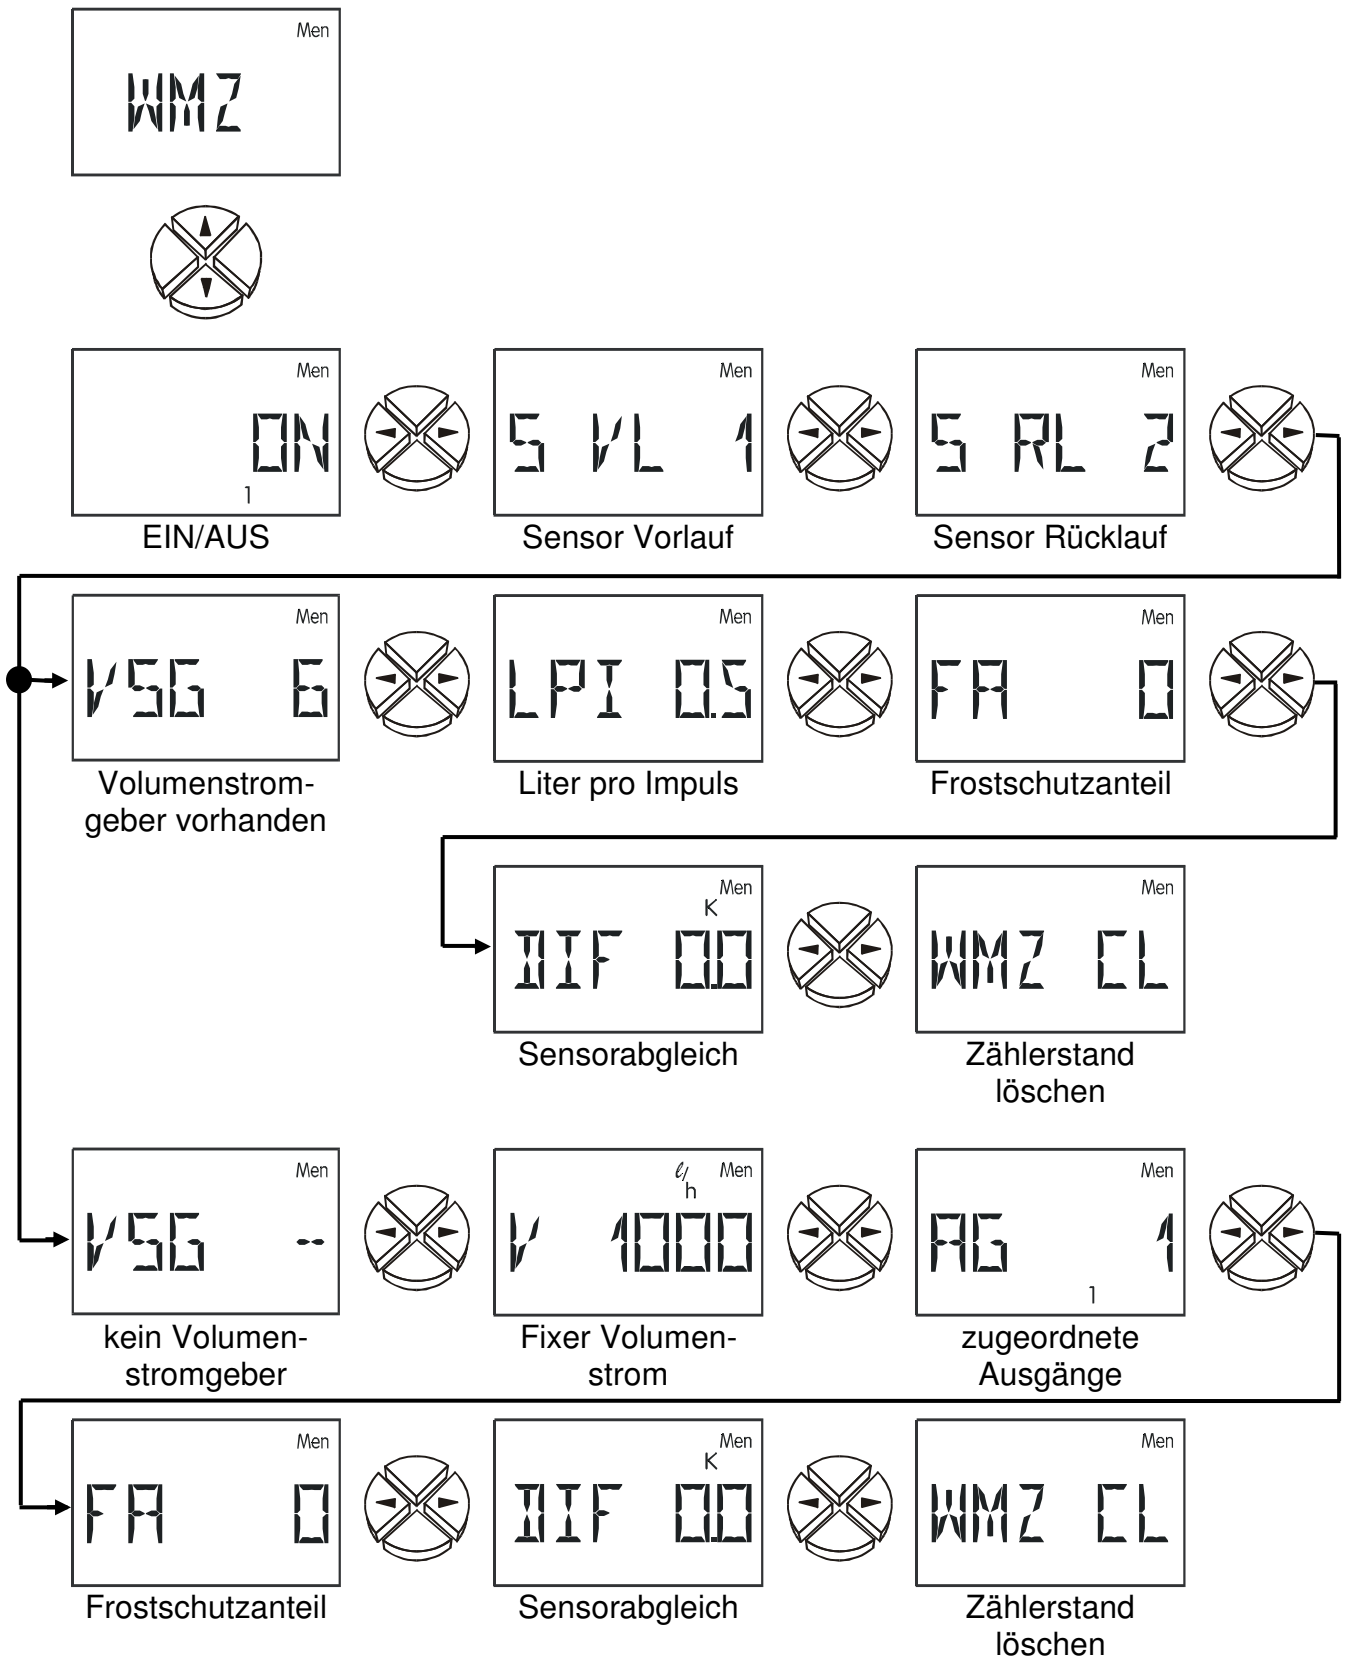 Men
WMZ
Men
ON
1
EIN/AUS
Men
S VL 1
Sensor Vorlauf
Men
S RL 2
Sensor Rücklauf
Men
VSG 6
Volumenstrom-
geber vorhanden
Men
LPI 0.5
Liter pro Impuls
Men
FA 0
Frostschutzanteil
Men
K
DIF 0.0
Sensorabgleich
Men
WMZ CL
Zählerstand
löschen
Men
VSG --
kein Volumen-
stromgeber
l/h Men
V 1000
Fixer Volumen-
strom
Men
AG 1
1
zugeordnete
Ausgänge
Men
FA 0
Frostschutzanteil
Men
K
DIF 0.0
Sensorabgleich
Men
WMZ CL
Zählerstand
löschen